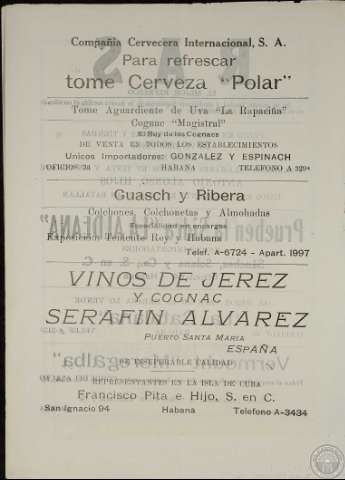 Compañía Cervecera Internacional, S. A.
Para refrescar
tome Cerveza "Polar"
Tome Aguardiente de Uva "La Rapaciña"
Cognac "Magistral"
El Rey de los Cognacs
DE VENTA EN TODOS LOS ESTABLECIMIENTOS
Unicos Importadores: GONZALEZ Y ESPINACH
OFICIOS 34 HABANA TELEFONO A 329
Guasch y Ribera
Colchones, Colchonetas y Almohadas
Especialidad en encargos
Exposición: Teniente Rey y Habana
Telef. A-6724 - Apart. 1997
VINOS DE JEREZ
Y COGNAC
SERAFIN ALVAREZ
PUERTO SANTA MARIA
ESPAÑA
DE INSUPERABLE CALIDAD
REPRESENTANTES EN LA ISLA DE CUBA
Francisco Pita e Hijo, S. en C.
San Ignacio 94 Habana Telefono A-3434